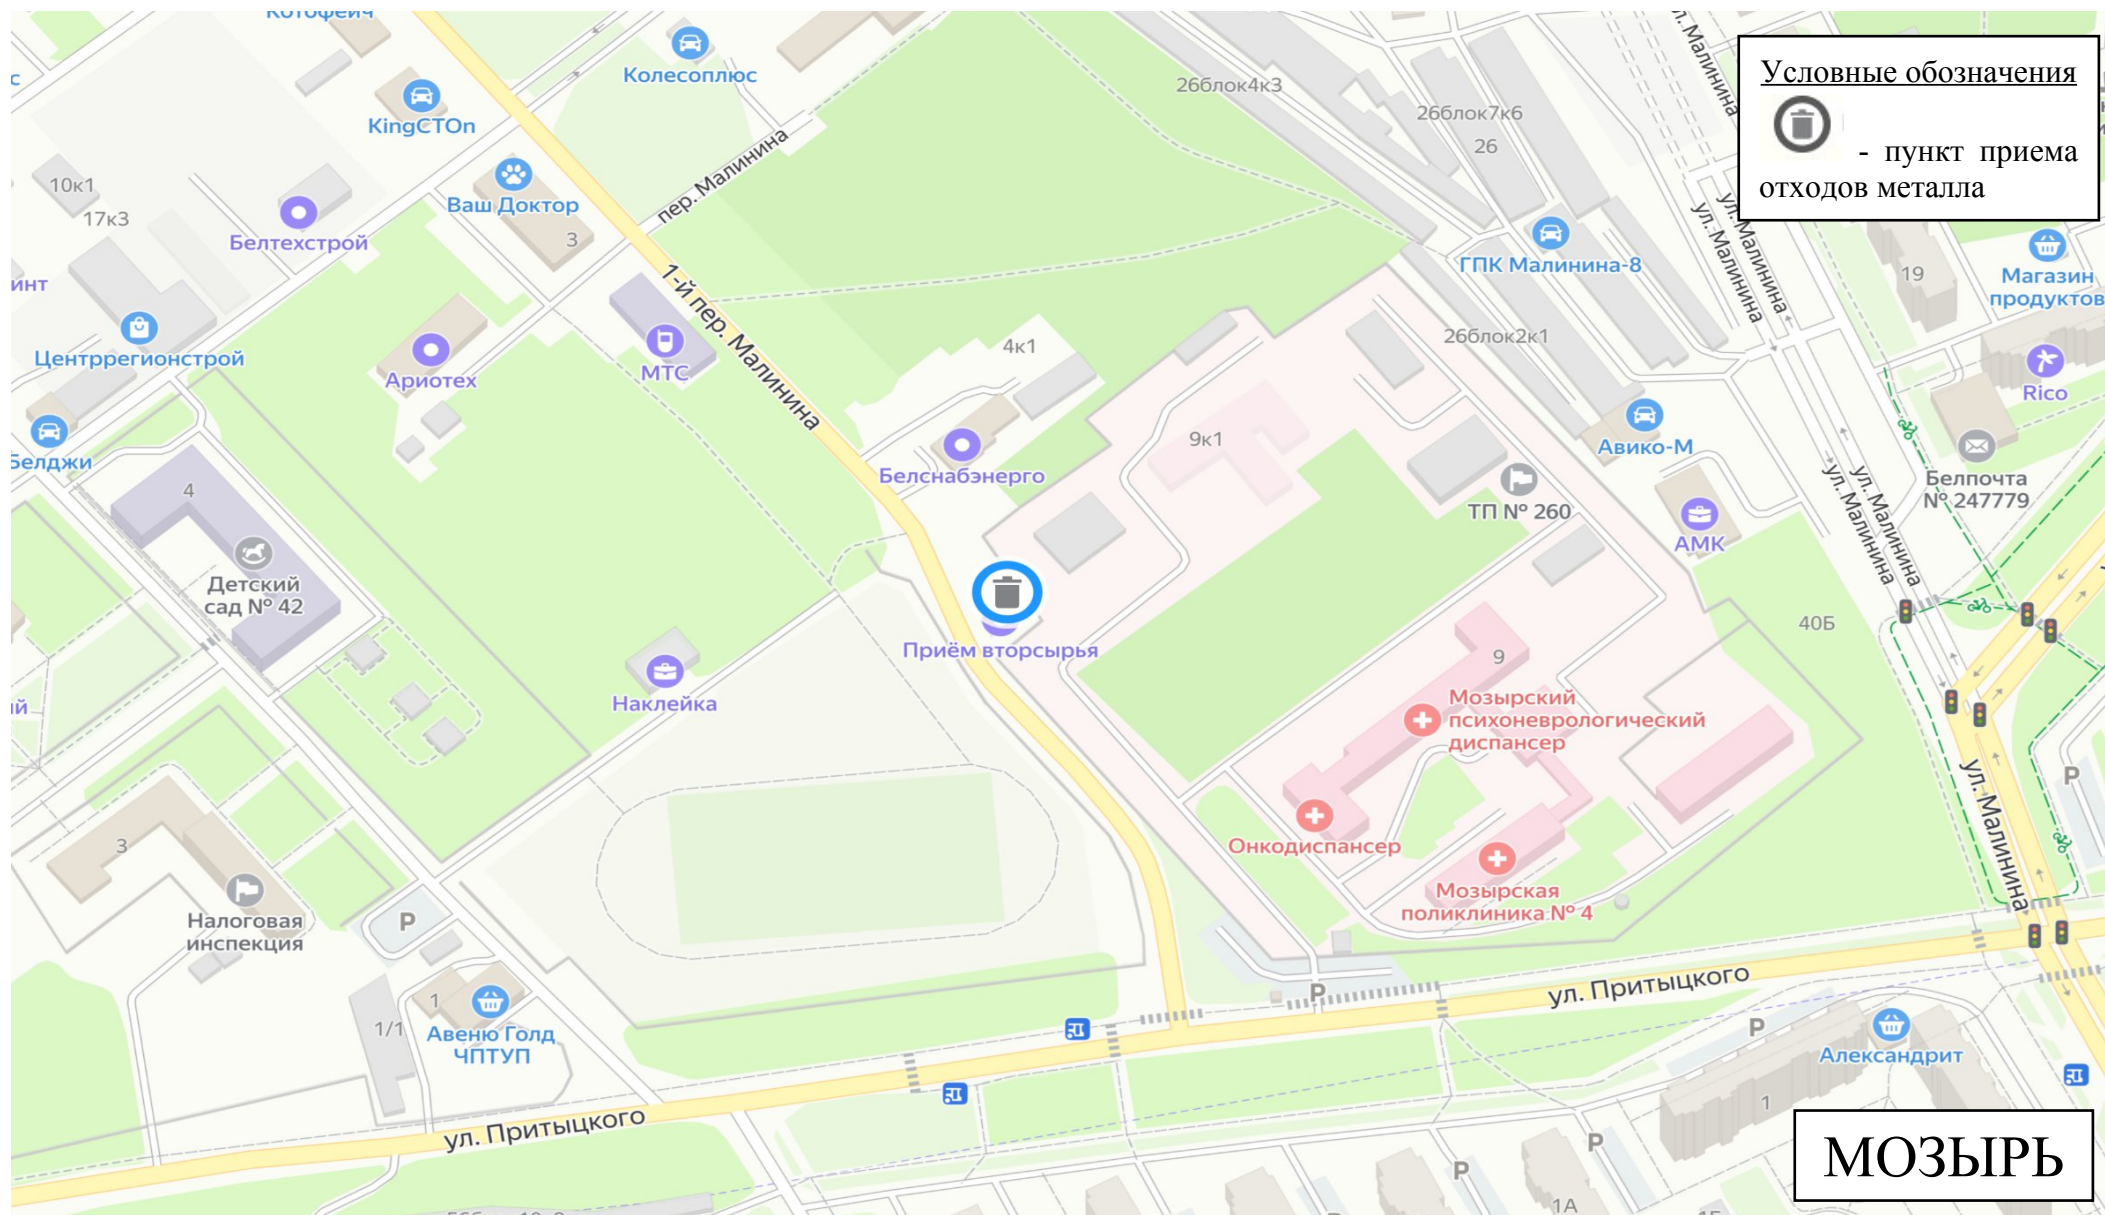 Котофейч
Колесоплюс
KingСТОп
Ваш Доктор
3
10к1
17к3
Белтехстрой
пер. Малинина
26блок4к3
26блок7к6
26
ул. Малинина
Условные обозначения
- пункт приема
отходов металла
ГПК Малинина-8
ул. Малинина
ул. Малинина
19
Магазин
продуктов
инт
1-й пер. Малинина
Центррегионстрой
Ариотех
МТС
4к1
26блок2к1
Rico
Белджи
Белснабэнерго
9к1
Авико-М
4
ТП № 260
АМК
ул. Малинина
ул. Малинина
Белпочта
№ 247779
Детский
сад № 42
Приём вторсырья
40Б
9
Наклейка
Мозырский
психоневрологический
диспансер
ий
P
3
Онкодиспансер
ул. Малинина
Мозырская
поликлиника № 4
Налоговая
инспекция
P
P
ул. Притыцкого
1
1/1
Авеню Голд
ЧПТУП
P
Александрит
ул. Притыцкого
1
P
P
1А
МОЗЫРЬ